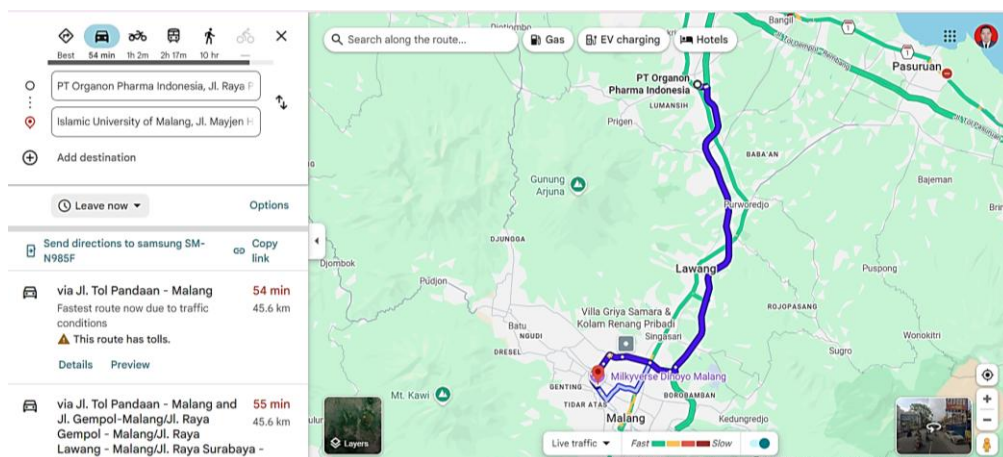 Best
54 min
1h 2m
2h 17m
10 hr
PT Organon Pharma Indonesia, Jl. Raya P
Islamic University of Malang, Jl. Mayjen H
Add destination
Leave now
Options
Send directions to samsung SM-
N985F
Copy
link
via Jl. Tol Pandaan - Malang
54 min
Fastest route now due to traffic
conditions
45.6 km
This route has tolls.
Details
Preview
via Jl. Tol Pandaan - Malang and
Jl. Gempol-Malang/Jl. Raya
Gempol - Malang/Jl. Raya
Lawang - Malang/Jl. Raya Surabaya -
55 min
45.6 km
Search along the route...
Gas
EV charging
Hotels
Bangil
1
1
Pasuruan
PT Organon
Pharma Indonesia
LUMANSIH
Prigen
BABA'AN
Bajeman
Gunung
Arjuna
Purworedjo
DJUNGGA
Djombok
Pudjon
Lawang
Puspong
ROJOPASANG
Villa Griya Samara &
Kolam Renang Pribadi
Batu
NGUDI
Singasari
Wonokitri
DRESEL
Sugro
Milkyverse Dinoyo Malang
GENTING
Mt. Kawi
TIDAR ATAS
BOROBAMBAN
Malang
Kedungredjo
Layers
Live traffic
Fast
Slow